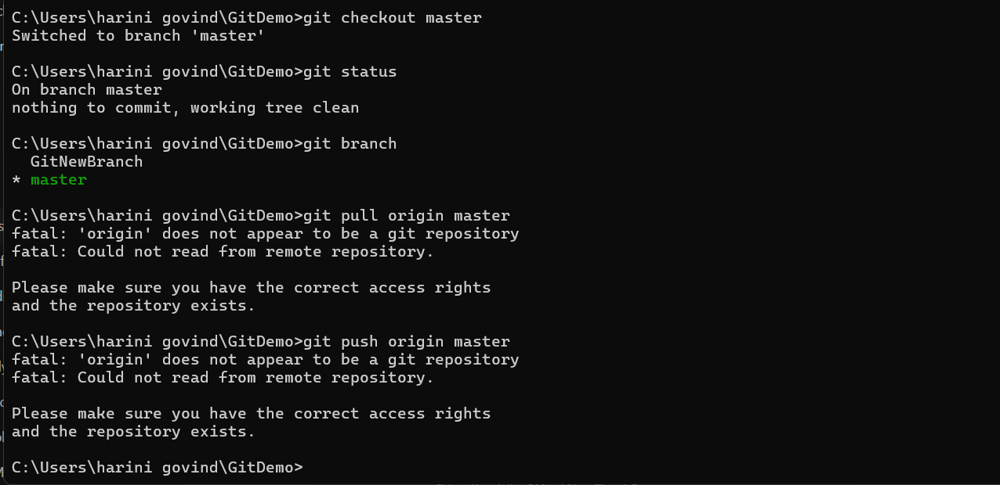 C:\Users\harini govind\GitDemo>git checkout master
Switched to branch 'master'
C:\Users\harini govind\GitDemo>git status
On branch master
nothing to commit, working tree clean
C:\Users\harini govind\GitDemo>git branch
GitNewBranch
* master
C:\Users\harini govind\GitDemo>git pull origin master
fatal: 'origin' does not appear to be a git repository
fatal: Could not read from remote repository.
Please make sure you have the correct access rights
and the repository exists.
C:\Users\harini govind\GitDemo>git push origin master
fatal: 'origin' does not appear to be a git repository
fatal: Could not read from remote repository.
Please make sure you have the correct access rights
and the repository exists.
C:\Users\harini govind\GitDemo>